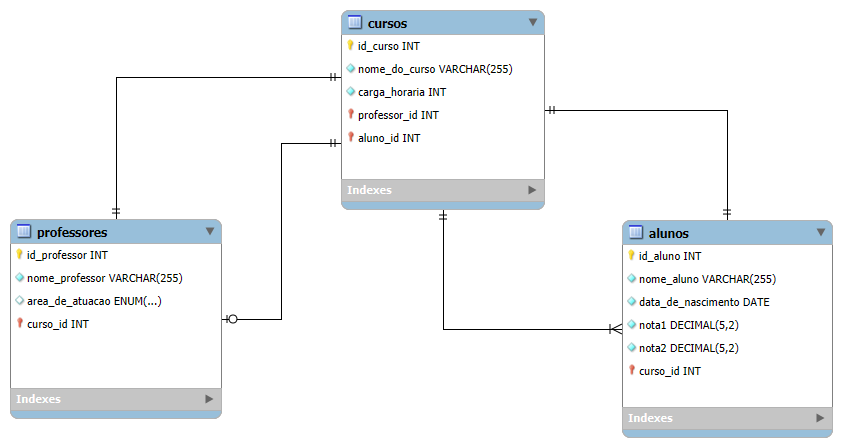 cursos
id_curso INT
nome_do_curso VARCHAR(255)
carga_horaria INT
professor_id INT
aluno_id INT
Indexes
professores
id_professor INT
nome_professor VARCHAR(255)
area_de_atuacao ENUM(...)
curso_id INT
Indexes
alunos
id_aluno INT
nome_aluno VARCHAR(255)
data_de_nascimento DATE
nota1 DECIMAL(5,2)
nota2 DECIMAL(5,2)
curso_id INT
Indexes